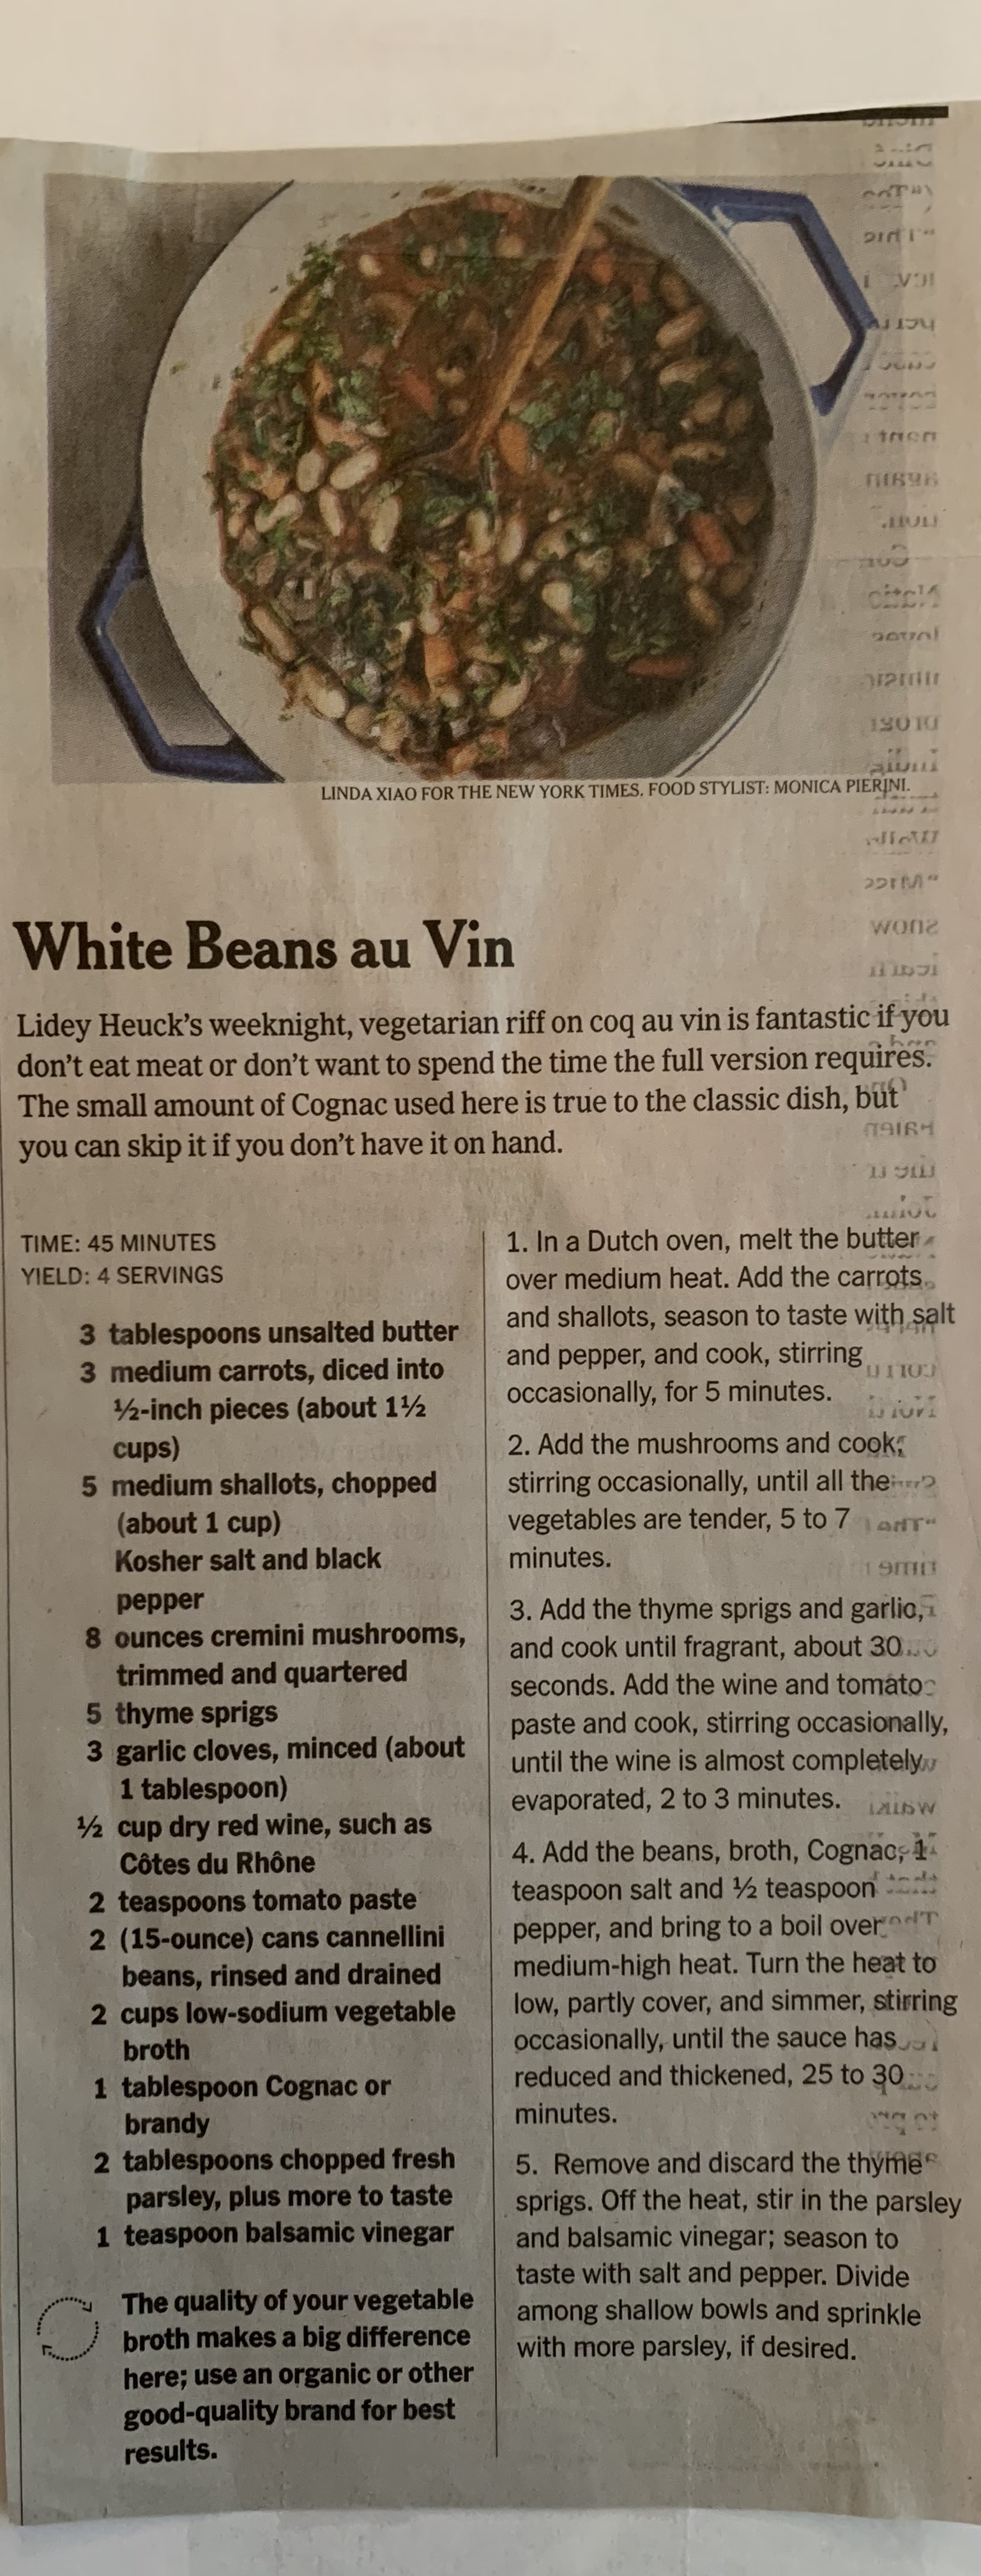 LINDA XIAO FOR THE NEW YORK TIMES. FOOD STYLIST: MONICA PIERINI.
White Beans au Vin
Lidey Heuck's weeknight, vegetarian riff on coq au vin is fantastic if you
don't eat meat or don't want to spend the time the full version requires.
The small amount of Cognac used here is true to the classic dish, but
you can skip it if you don't have it on hand.
TIME: 45 MINUTES
YIELD: 4 SERVINGS
3 tablespoons unsalted butter
3 medium carrots, diced into
½-inch pieces (about 1½
cups)
5 medium shallots, chopped
(about 1 cup)
Kosher salt and black
pepper
8 ounces cremini mushrooms,
trimmed and quartered
5 thyme sprigs
3 garlic cloves, minced (about
1 tablespoon)
½ cup dry red wine, such as
Côtes du Rhône
2 teaspoons tomato paste
2 (15-ounce) cans cannellini
beans, rinsed and drained
2 cups low-sodium vegetable
broth
1 tablespoon Cognac or
brandy
2 tablespoons chopped fresh
parsley, plus more to taste
1 teaspoon balsamic vinegar
The quality of your vegetable
broth makes a big difference
here; use an organic or other
good-quality brand for best
results.
1. In a Dutch oven, melt the butter
over medium heat. Add the carrots
and shallots, season to taste with salt
and pepper, and cook, stirring
occasionally, for 5 minutes.
2. Add the mushrooms and cook,
stirring occasionally, until all the
vegetables are tender, 5 to 7
minutes.
3. Add the thyme sprigs and garlic,
and cook until fragrant, about 30
seconds. Add the wine and tomato
paste and cook, stirring occasionally,
until the wine is almost completely
evaporated, 2 to 3 minutes.
4. Add the beans, broth, Cognac, 1
teaspoon salt and ½ teaspoon
pepper, and bring to a boil over
medium-high heat. Turn the heat to
low, partly cover, and simmer, stirring
occasionally, until the sauce has
reduced and thickened, 25 to 30
minutes.
5. Remove and discard the thyme
sprigs. Off the heat, stir in the parsley
and balsamic vinegar; season to
taste with salt and pepper. Divide
among shallow bowls and sprinkle
with more parsley, if desired.